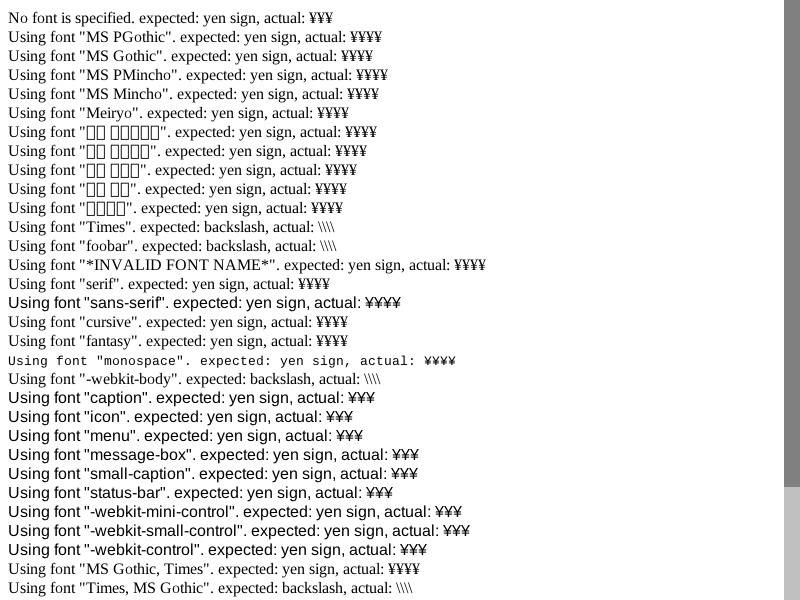 No font is specified. expected: yen sign, actual: ¥¥¥
Using font "MS PGothic". expected: yen sign, actual: ¥¥¥¥
Using font "MS Gothic". expected: yen sign, actual: ¥¥¥¥
Using font "MS PMincho". expected: yen sign, actual: ¥¥¥¥
Using font "MS Mincho". expected: yen sign, actual: ¥¥¥¥
Using font "Meiryo". expected: yen sign, actual: ¥¥¥¥
Using font "□□ □□□□□". expected: yen sign, actual: ¥¥¥¥
Using font "□□ □□□□". expected: yen sign, actual: ¥¥¥¥
Using font "□□ □□□". expected: yen sign, actual: ¥¥¥¥
Using font "□□ □□". expected: yen sign, actual: ¥¥¥¥
Using font "□□□□". expected: yen sign, actual: ¥¥¥¥
Using font "Times". expected: backslash, actual: \\\\
Using font "foobar". expected: backslash, actual: \\\\
Using font "*INVALID FONT NAME*". expected: yen sign, actual: ¥¥¥¥
Using font "serif". expected: yen sign, actual: ¥¥¥¥
Using font "sans-serif". expected: yen sign, actual: ¥¥¥¥
Using font "cursive". expected: yen sign, actual: ¥¥¥¥
Using font "fantasy". expected: yen sign, actual: ¥¥¥¥
Using font "monospace". expected: yen sign, actual: ¥¥¥¥
Using font "-webkit-body". expected: backslash, actual: \\\\
Using font "caption". expected: yen sign, actual: ¥¥¥
Using font "icon". expected: yen sign, actual: ¥¥¥
Using font "menu". expected: yen sign, actual: ¥¥¥
Using font "message-box". expected: yen sign, actual: ¥¥¥
Using font "small-caption". expected: yen sign, actual: ¥¥¥
Using font "status-bar". expected: yen sign, actual: ¥¥¥
Using font "-webkit-mini-control". expected: yen sign, actual: ¥¥¥
Using font "-webkit-small-control". expected: yen sign, actual: ¥¥¥
Using font "-webkit-control". expected: yen sign, actual: ¥¥¥
Using font "MS Gothic, Times". expected: yen sign, actual: ¥¥¥¥
Using font "Times, MS Gothic". expected: backslash, actual: \\\\